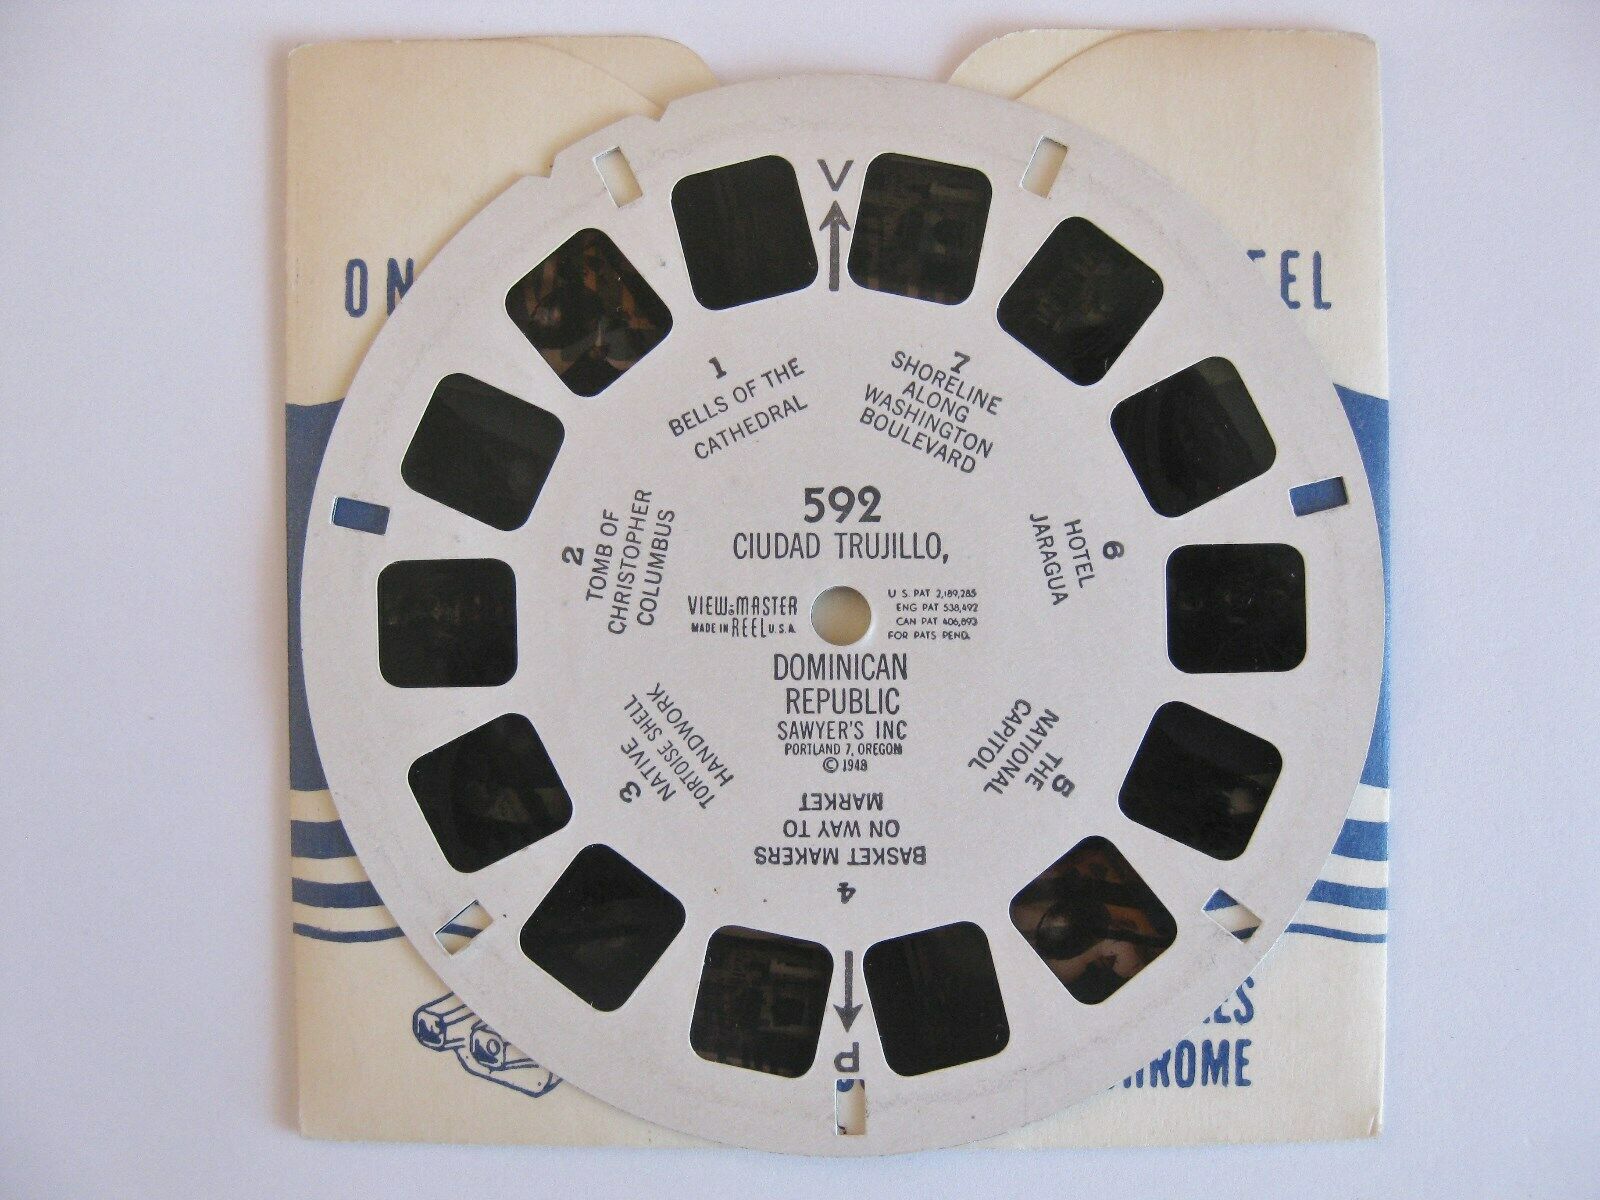 ON
EL
V
1
BELLS OF THE
CATHEDRAL
7
SHORELINE
ALONG
WASHINGTON
BOULEVARD
592
CIUDAD TRUJILLO,
2
TOMB OF
CHRISTOPHER
COLUMBUS
6
HOTEL
JARAGUA
VIEW-MASTER
MADE IN REEL U.S.A.
U S. PAT 2,189,285
ENG PAT 538,492
CAN PAT 406,893
FOR PATS PEND.
DOMINICAN
REPUBLIC
SAWYER'S INC
PORTLAND 7, OREGON
© 1948
3
NATIVE
TORTOISE SHELL
HANDWORK
5
THE
NATIONAL
CAPITOL
4
BASKET MAKERS
ON WAY TO
MARKET
P
ES
HROME